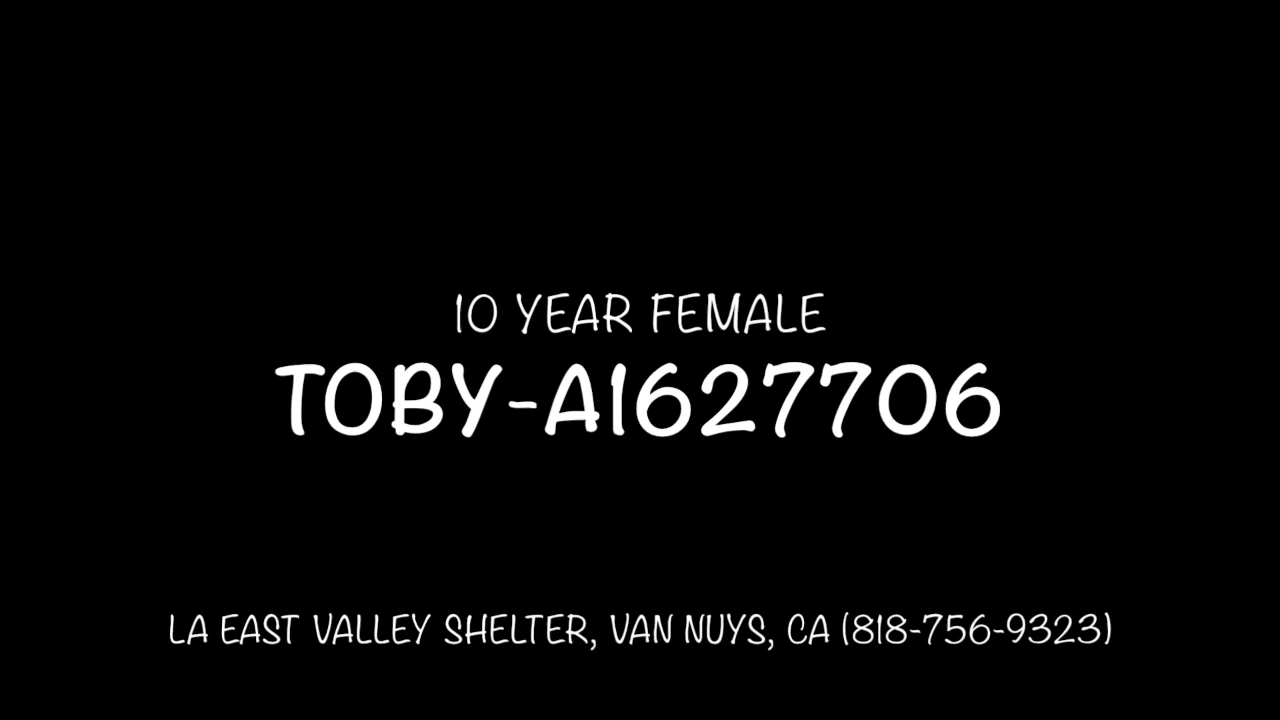 10 YEAR FEMALE
TOBY-A1627706
LA EAST VALLEY SHELTER, VAN NUYS, CA (818-756-9323)